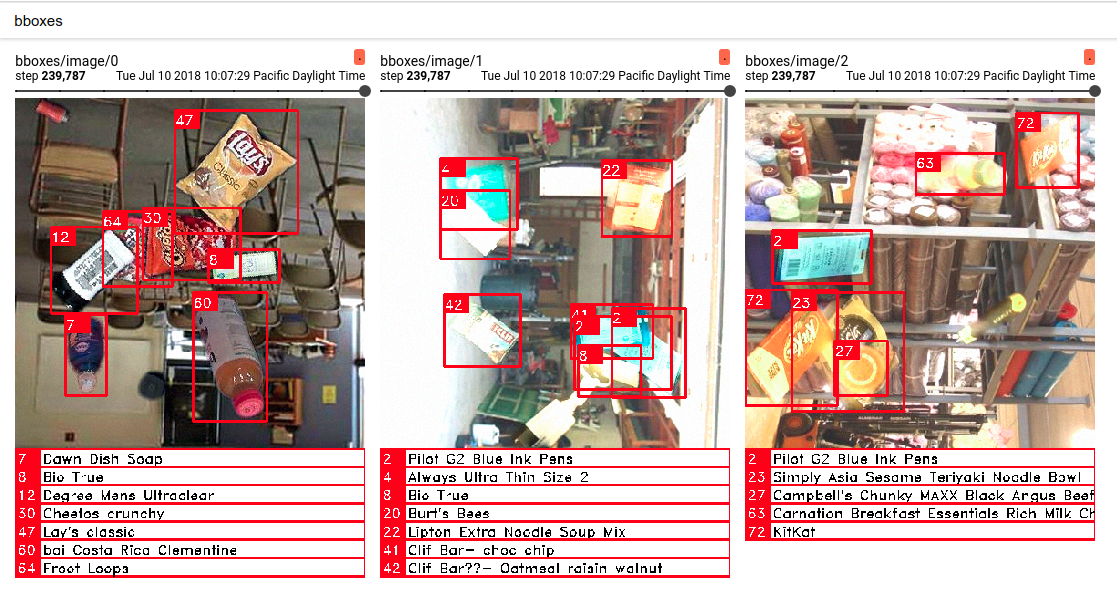 bboxes
bboxes/image/0
step 239,787 Tue Jul 10 2018 10:07:29 Pacific Daylight Time
47
Lay's
CLASSIC
64
30
12
8
60
7
7 Dawn Dish Soap
8 Bio True
12 Degree Mens Ultraclear
30 Cheetos crunchy
47 Lay's classic
60 bai Costa Rica Clementine
64 Froot Loops
bboxes/image/1
step 239,787 Tue Jul 10 2018 10:07:29 Pacific Daylight Time
4
22
20
42
41
2
2
8
2 Pilot G2 Blue Ink Pens
4 Always Ultra Thin Size 2
8 Bio True
20 Burt's Bees
22 Lipton Extra Noodle Soup Mix
41 Clif Bar- choc chip
42 Clif Bar??- Oatmeal raisin walnut
bboxes/image/2
step 239,787 Tue Jul 10 2018 10:07:29 Pacific Daylight Time
72
KitKat
63
2
72
23
27
2 Pilot G2 Blue Ink Pens
23 Simply Asia Sesame Teriyaki Noodle Bowl
27 Campbell's Chunky MAXX Black Angus Beef
63 Carnation Breakfast Essentials Rich Milk Ch
72 KitKat